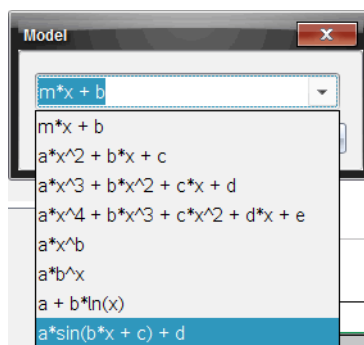 Model
m*x + b
m*x + b
a*x^2 + b*x + c
a*x^3 + b*x^2 + c*x + d
a*x^4 + b*x^3 + c*x^2 + d*x + e
a*x^b
a*b^x
a + b*ln(x)
a*sin(b*x + c) + d